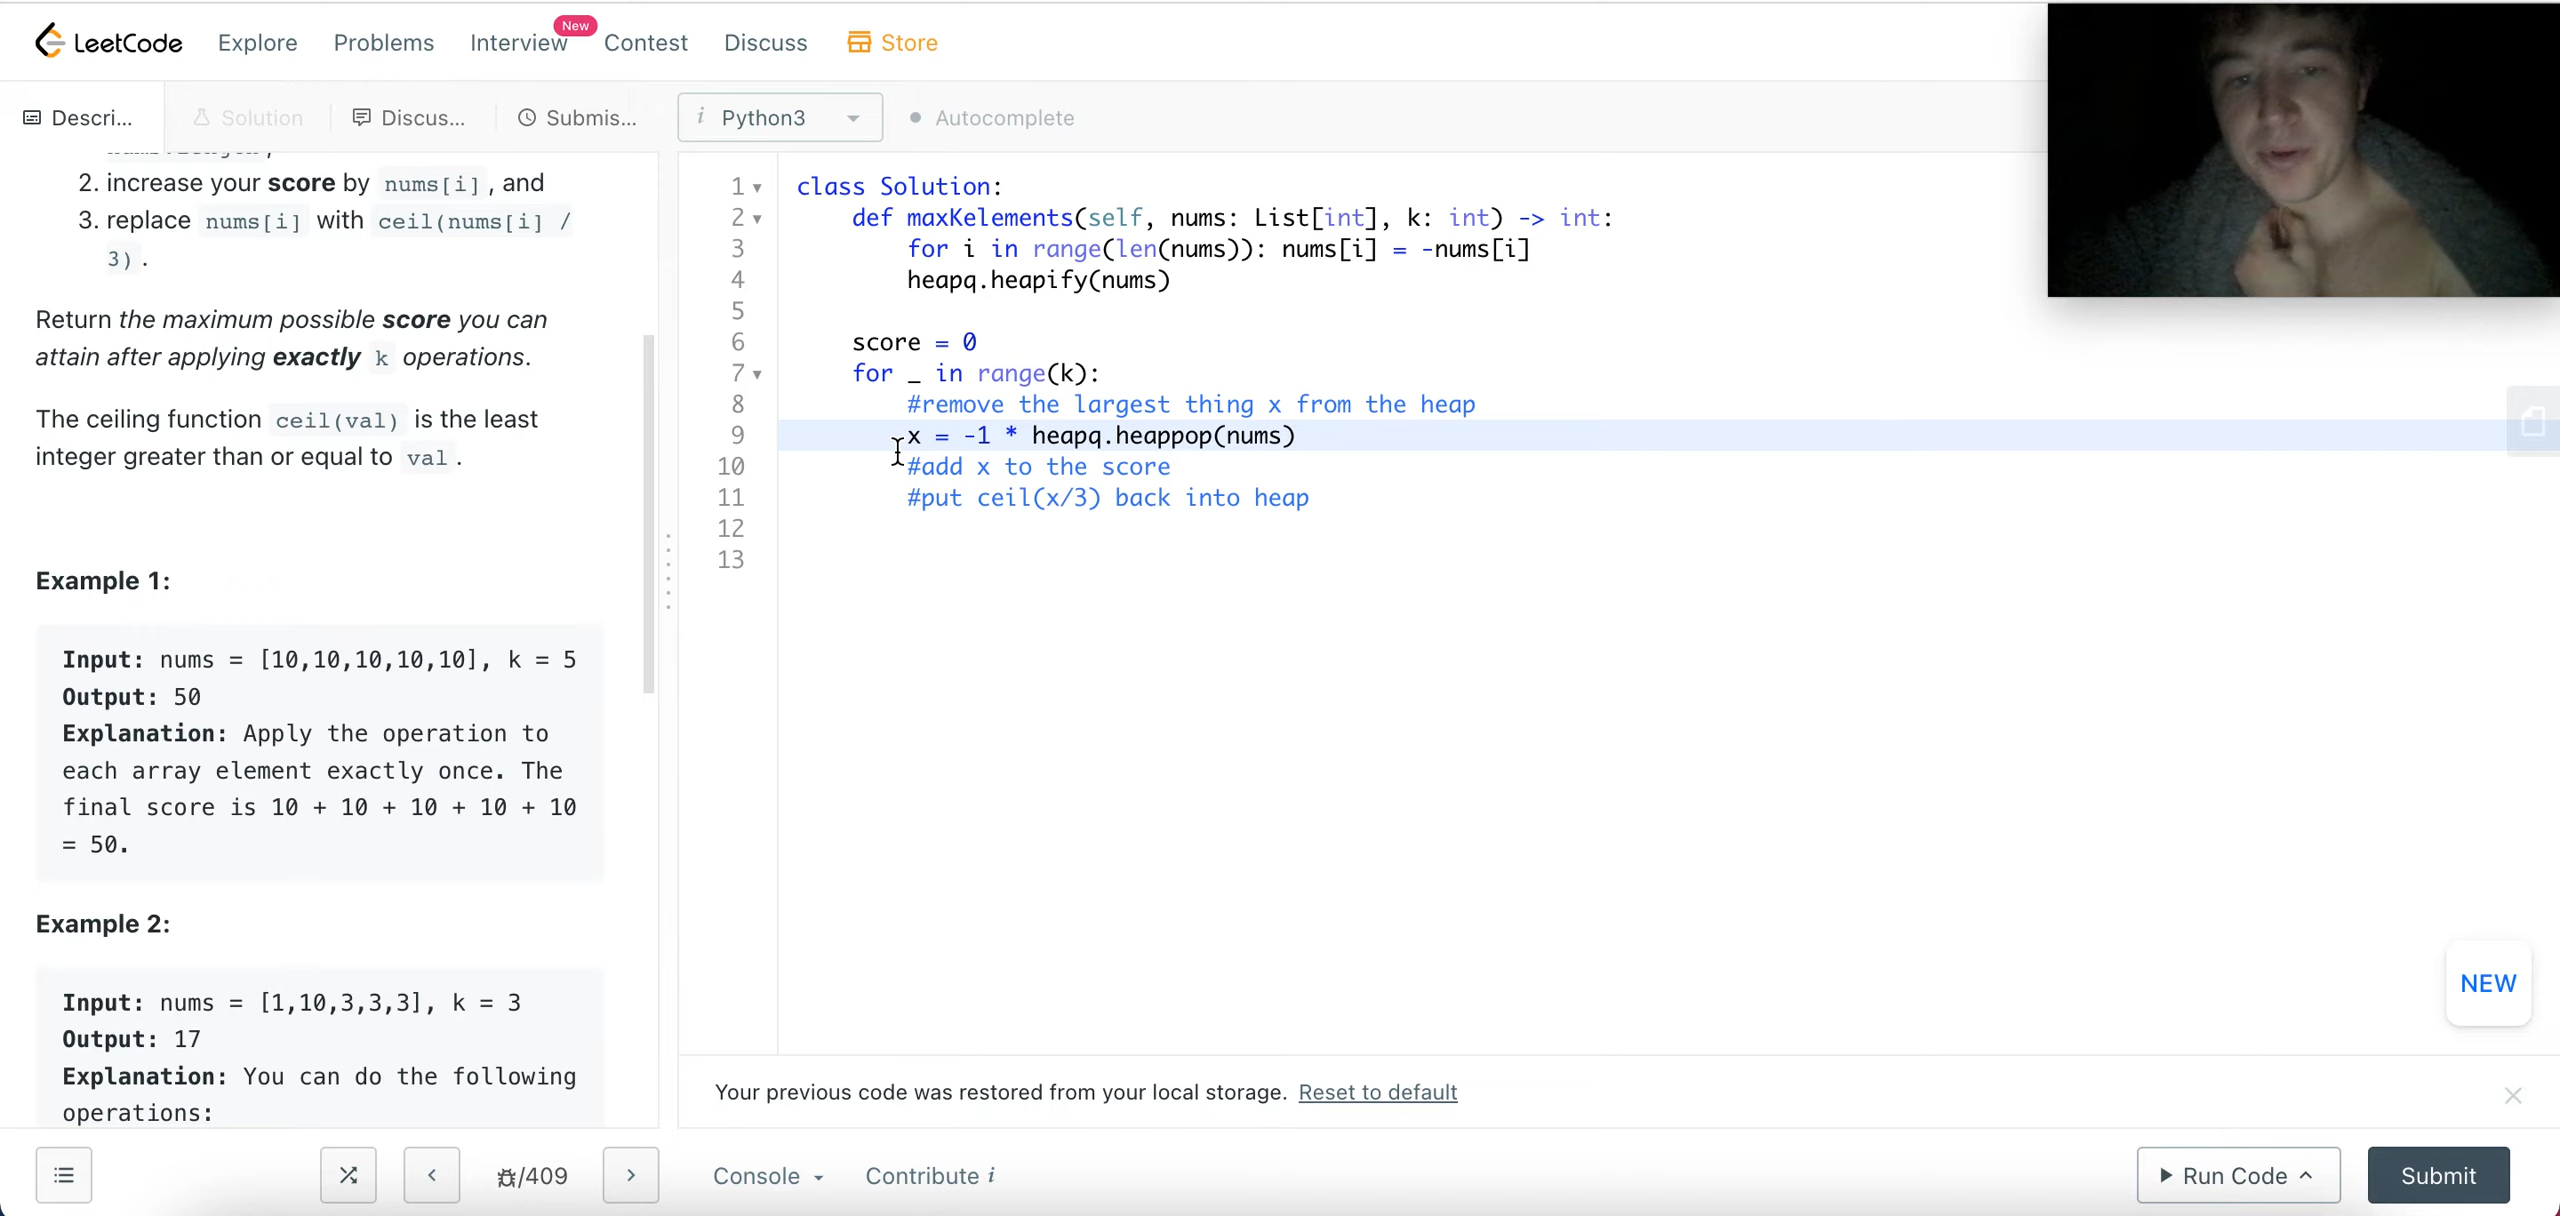 LeetCode Explore Problems Interview New Contest Discuss Store
Descri... Solution Discus... Submis... i Python3 Autocomplete
2. increase your score by nums[i] , and
3. replace nums[i] with ceil(nums[i] /
3) .
Return the maximum possible score you can
attain after applying exactly k operations.
The ceiling function ceil(val) is the least
integer greater than or equal to val .
Example 1:
Input: nums = [10,10,10,10,10], k = 5
Output: 50
Explanation: Apply the operation to
each array element exactly once. The
final score is 10 + 10 + 10 + 10 + 10
= 50.
Example 2:
Input: nums = [1,10,3,3,3], k = 3
Output: 17
Explanation: You can do the following
operations:
1 class Solution:
2 def maxKelements(self, nums: List[int], k: int) -> int:
3 for i in range(len(nums)): nums[i] = -nums[i]
4 heapq.heapify(nums)
5
6 score = 0
7 for _ in range(k):
8 #remove the largest thing x from the heap
9 x = -1 * heapq.heappop(nums)
10 #add x to the score
11 #put ceil(x/3) back into heap
12
13
NEW
Your previous code was restored from your local storage. Reset to default
/409 Console Contribute i Run Code Submit